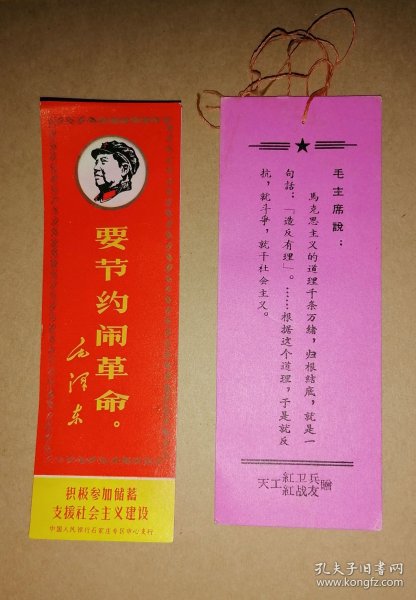 要节约闹革命。
毛泽东
积极参加储蓄
支援社会主义建设
中国人民银行石家庄专区中心支行
毛主席說：
馬克思主义的道理千条万緒，归根結底，就是一
句話：「造反有理」。……根据这个道理，于是就反
抗，就斗爭，就干社会主义。
天工紅卫兵
紅战友贈
孔夫子旧书网
www.kongfz.com